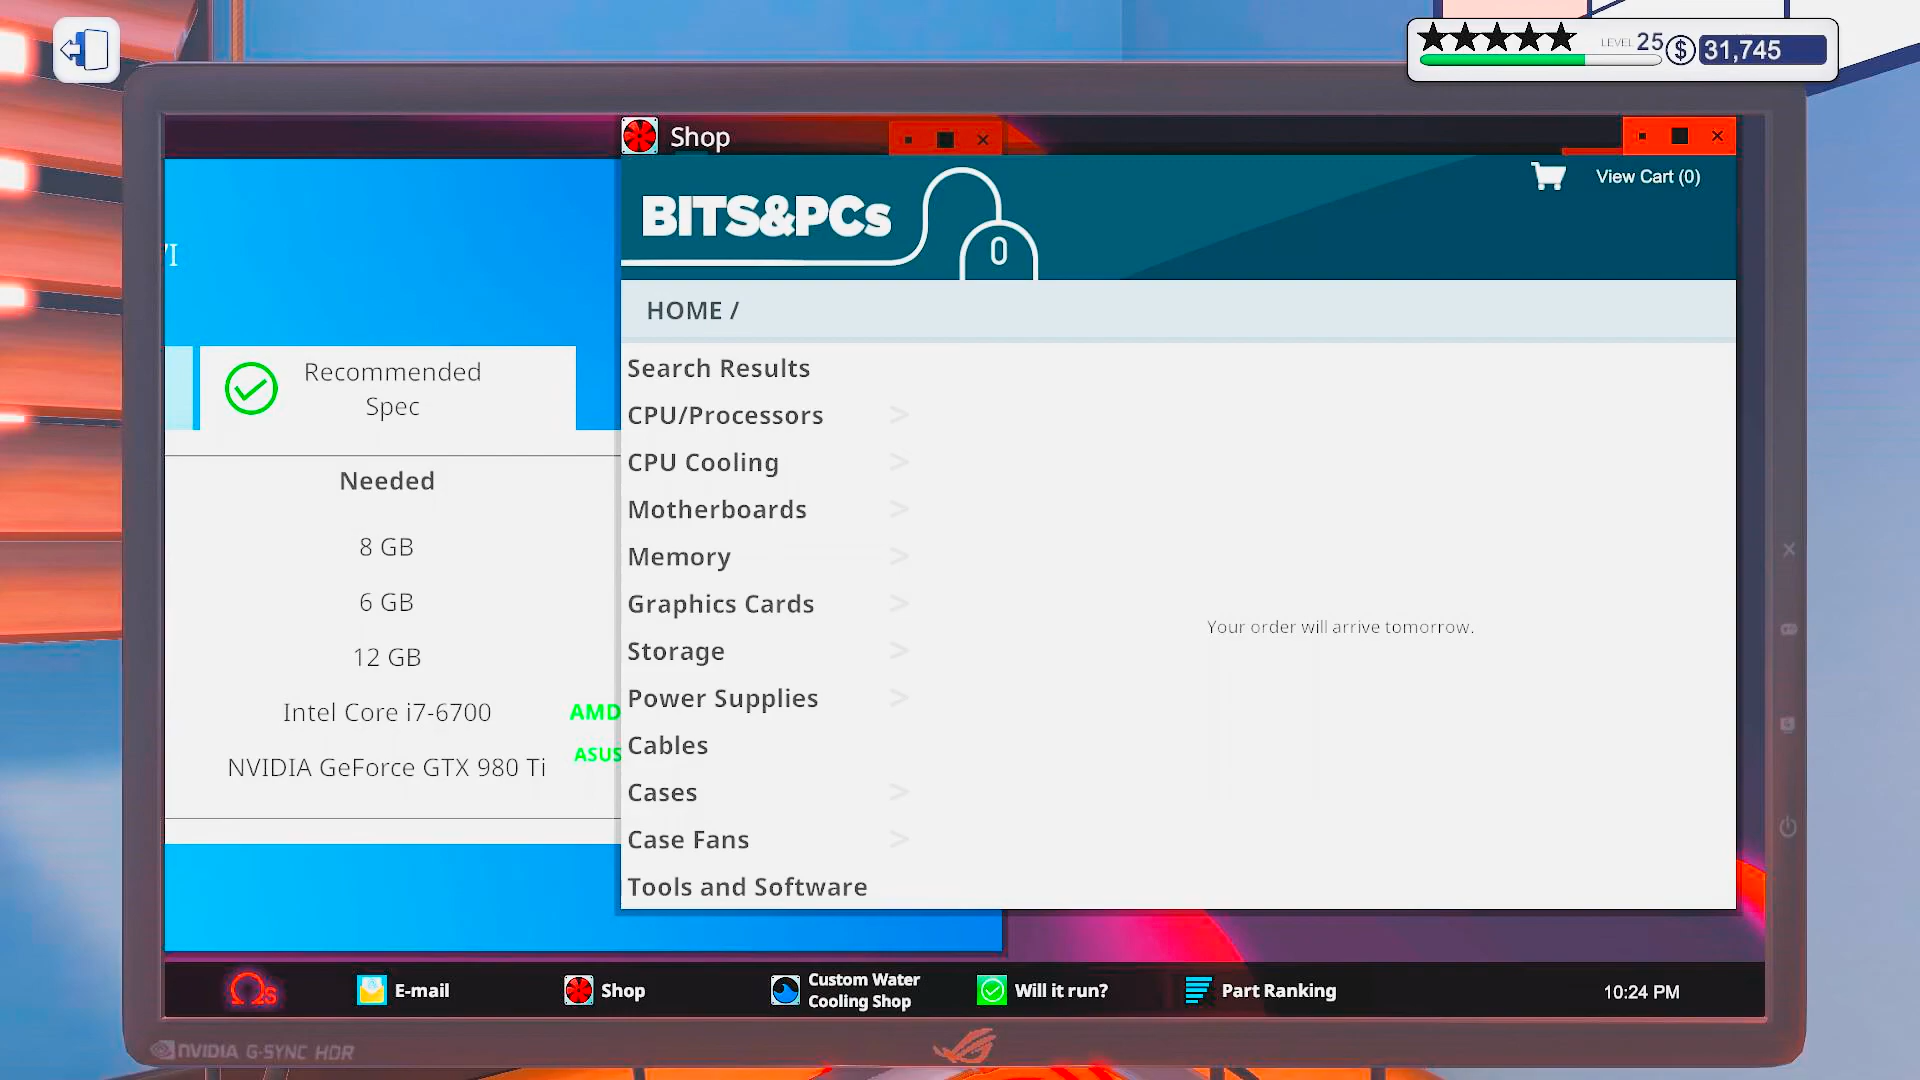 LEVEL 25
$ 31,745
Shop
BITS&PCs
View Cart (0)
HOME /
Recommended
Spec
Needed
8 GB
6 GB
12 GB
Intel Core i7-6700
AMD
NVIDIA GeForce GTX 980 Ti
ASUS
Search Results
CPU/Processors >
CPU Cooling >
Motherboards >
Memory >
Graphics Cards >
Storage >
Power Supplies >
Cables
Cases >
Case Fans >
Tools and Software
Your order will arrive tomorrow.
Ωs
E-mail
Shop
Custom Water
Cooling Shop
Will it run?
Part Ranking
10:24 PM
NVIDIA G-SYNC HDR